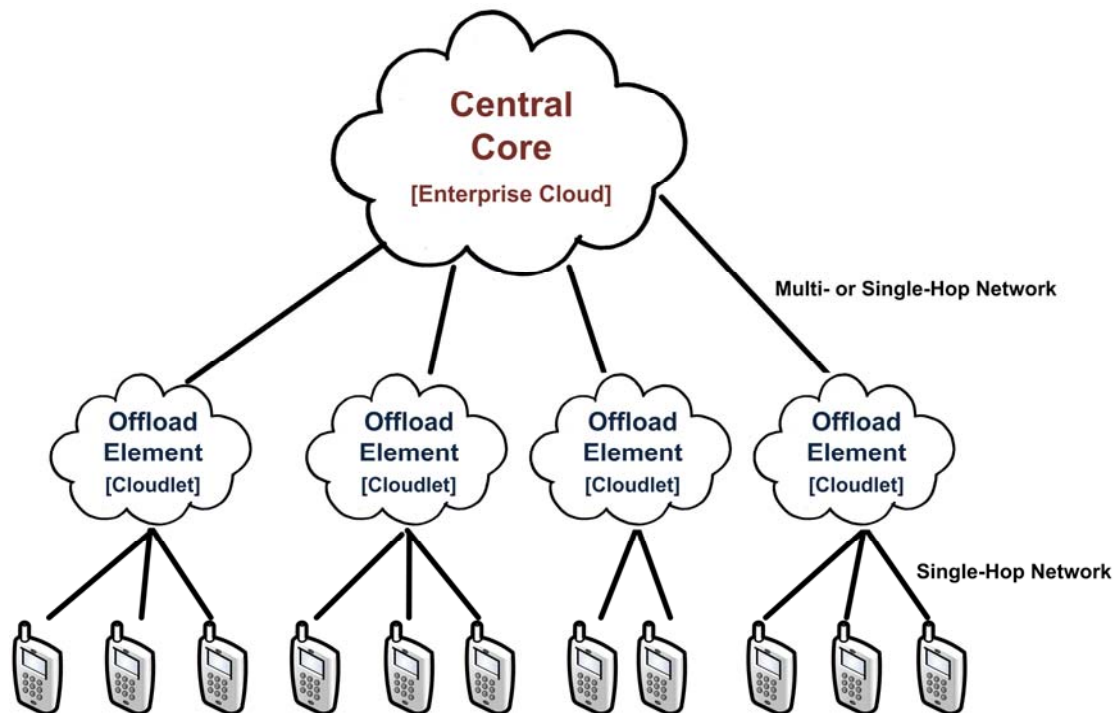 Central
Core
[Enterprise Cloud]
Multi- or Single-Hop Network
Offload
Element
[Cloudlet]
Offload
Element
[Cloudlet]
Offload
Element
[Cloudlet]
Offload
Element
[Cloudlet]
Single-Hop Network